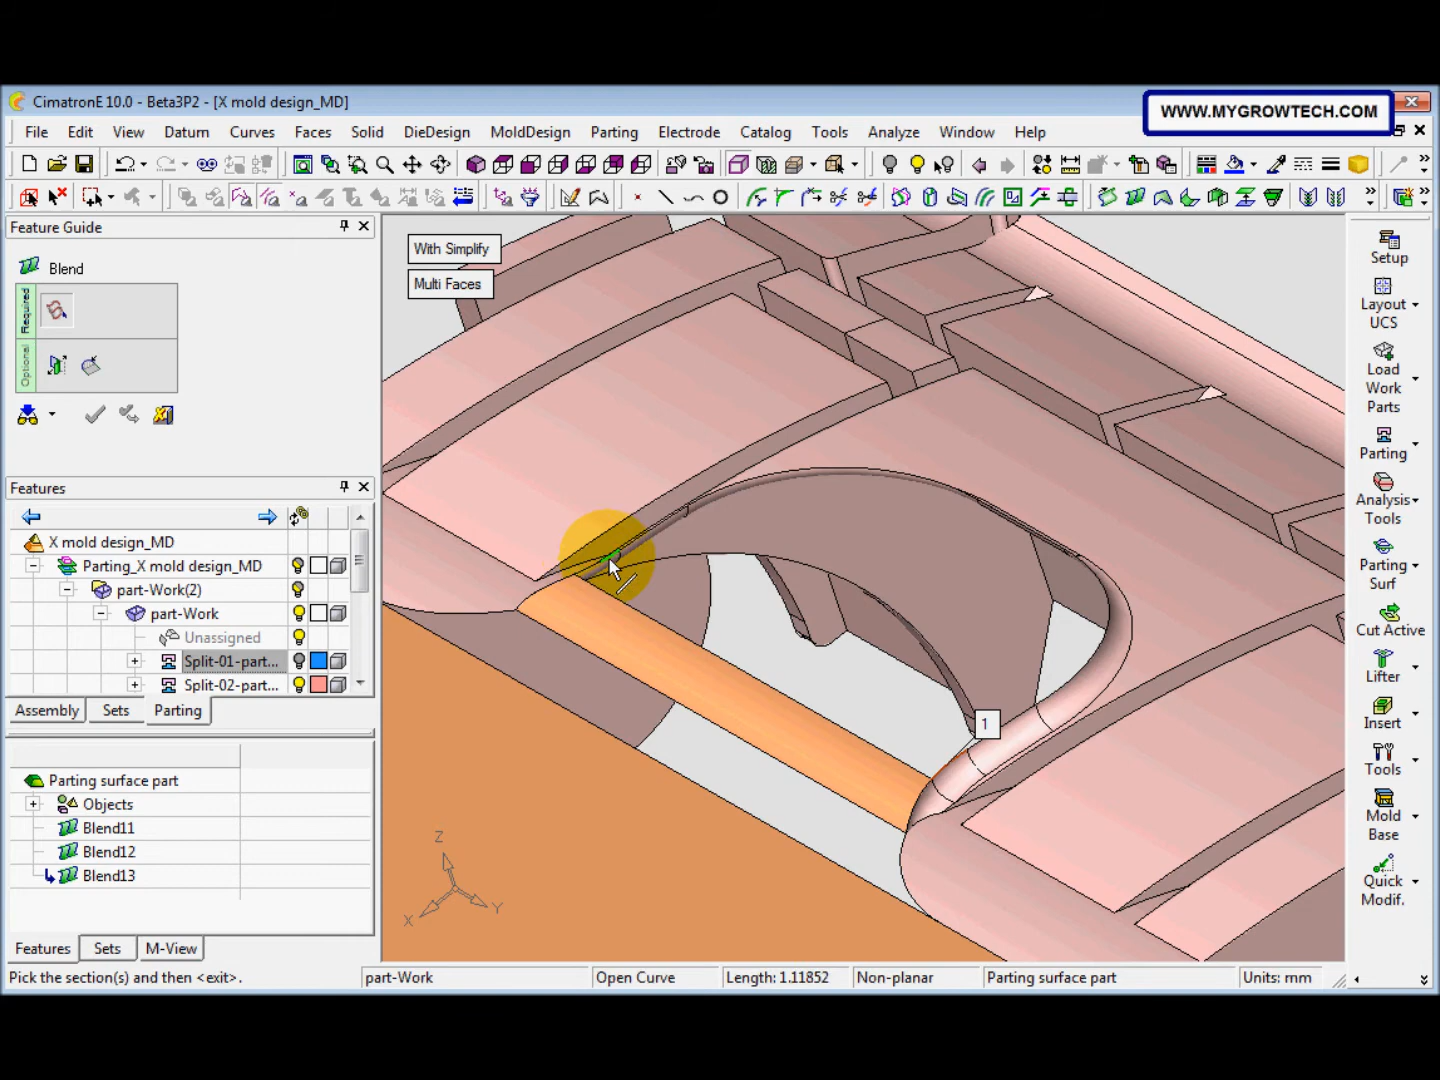 CimatronE 10.0 - Beta3P2 - [X mold design_MD]
WWW.MYGROWTECH.COM
File Edit View Datum Curves Faces Solid DieDesign MoldDesign Parting Electrode Catalog Tools Analyze Window Help
Feature Guide
Blend
Required
Optional
Features
X mold design_MD
Parting_X mold design_MD
part-Work(2)
part-Work
Unassigned
Split-01-part...
Split-02-part...
Assembly Sets Parting
Parting surface part
Objects
Blend11
Blend12
Blend13
Features Sets M-View
With Simplify
Multi Faces
1
Z
X
Y
Setup
Layout
UCS
Load
Work
Parts
Parting
Analysis
Tools
Parting
Surf
Cut Active
Lifter
Insert
Tools
Mold
Base
Quick
Modif.
Pick the section(s) and then <exit>. part-Work Open Curve Length: 1.11852 Non-planar Parting surface part Units: mm